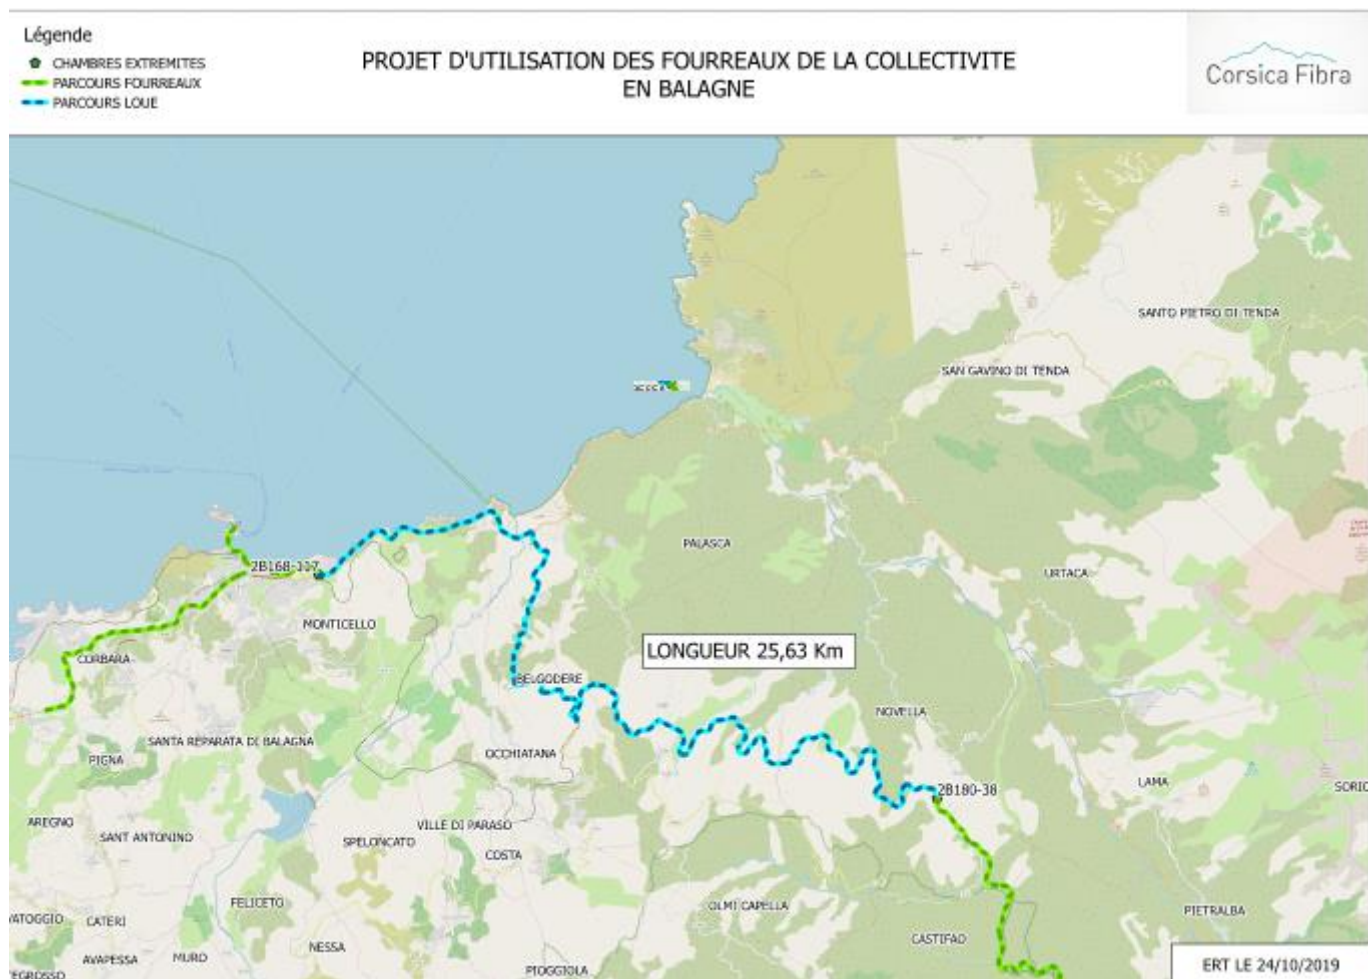 Légende
CHAMBRES EXTREMITES
PARCOURS FOURREAUX
PARCOURS LOUE
PROJET D'UTILISATION DES FOURREAUX DE LA COLLECTIVITE
EN BALAGNE
Corsica Fibra
SANTO PIETRO DI TENDA
SAN GAVINO DI TENDA
PALASCA
2B168-117
URTACA
MONTICELLO
LONGUEUR 25,63 Km
CORBARA
BELGODERE
NOVELLA
SANTA REPARATA DI BALAGNA
OCCHIATANA
PIGNA
LAMA
2B180-38
SORIO
AREGNO
SANT ANTONINO
VILLE DI PARASO
SPELONCATO
COSTA
FELICETO
OLMI CAPELLA
PIETRALBA
VATOGGIO
CATERI
CASTIFAO
NESSA
MURO
AVAPESSA
PIOGGIOLA
EGROSSO
ERT LE 24/10/2019